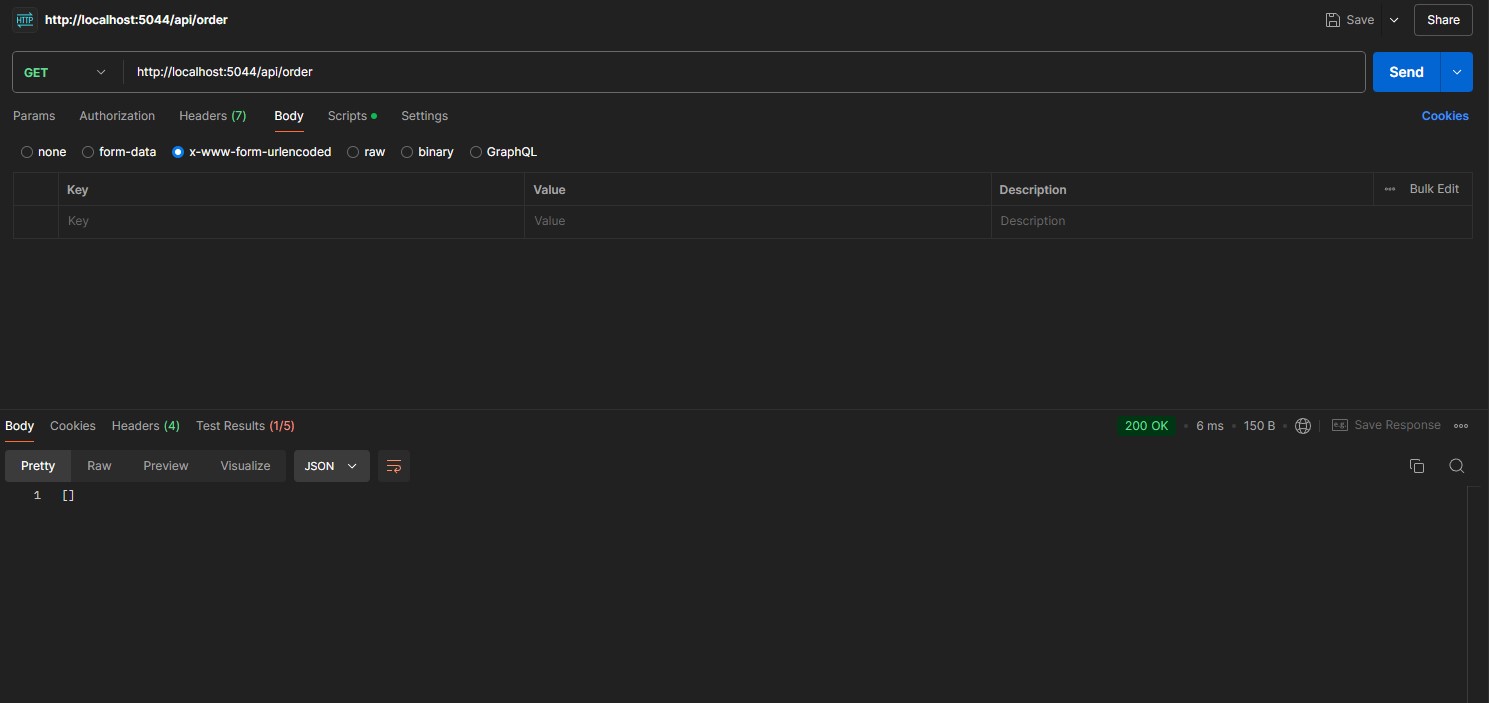 HTTP http://localhost:5044/api/order Save Share
GET http://localhost:5044/api/order Send
Params Authorization Headers (7) Body Scripts Settings Cookies
none form-data x-www-form-urlencoded raw binary GraphQL
Key Value Description Bulk Edit
Key Value Description
Body Cookies Headers (4) Test Results (1/5) 200 OK 6 ms 150 B e.g. Save Response
Pretty Raw Preview Visualize JSON
1 []